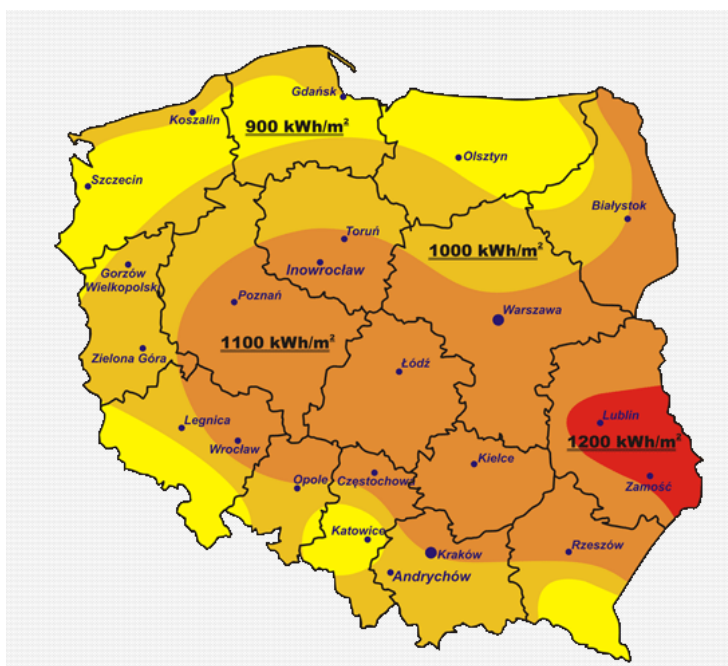 Gdańsk
Koszalin
900 kWh/m²
Olsztyn
Szczecin
Białystok
Toruń
1000 kWh/m²
Gorzów
Wielkopolsk
Inowrocław
Poznań
Warszawa
1100 kWh/m²
Zielona Góra
Łódź
Legnica
Lublin
Wrocław
1200 kWh/m²
Kielce
Opole
Częstochowa
Zamość
Katowice
Kraków
Rzeszów
Andrychów